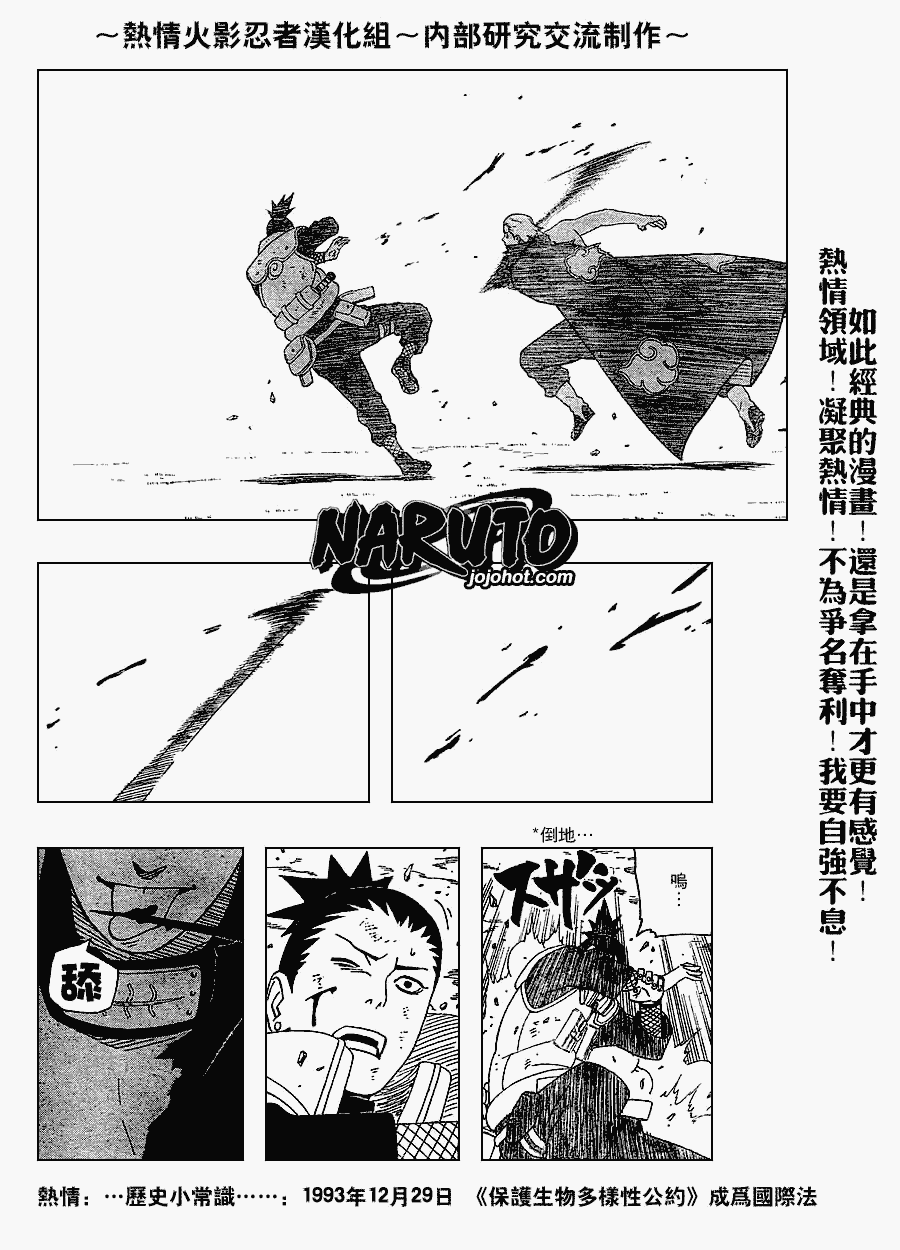 ～熱情火影忍者漢化組～内部研究交流制作～
如此經典的漫畫！還是拿在手中才更有感覺！
熱情領域！凝聚熱情！不為爭名奪利！我要自強不息！
NARUTO
jojohot.com
*倒地…
ズザッ
嗚…
舔
熱情：…歷史小常識……：1993年12月29日 《保護生物多樣性公約》成爲國際法